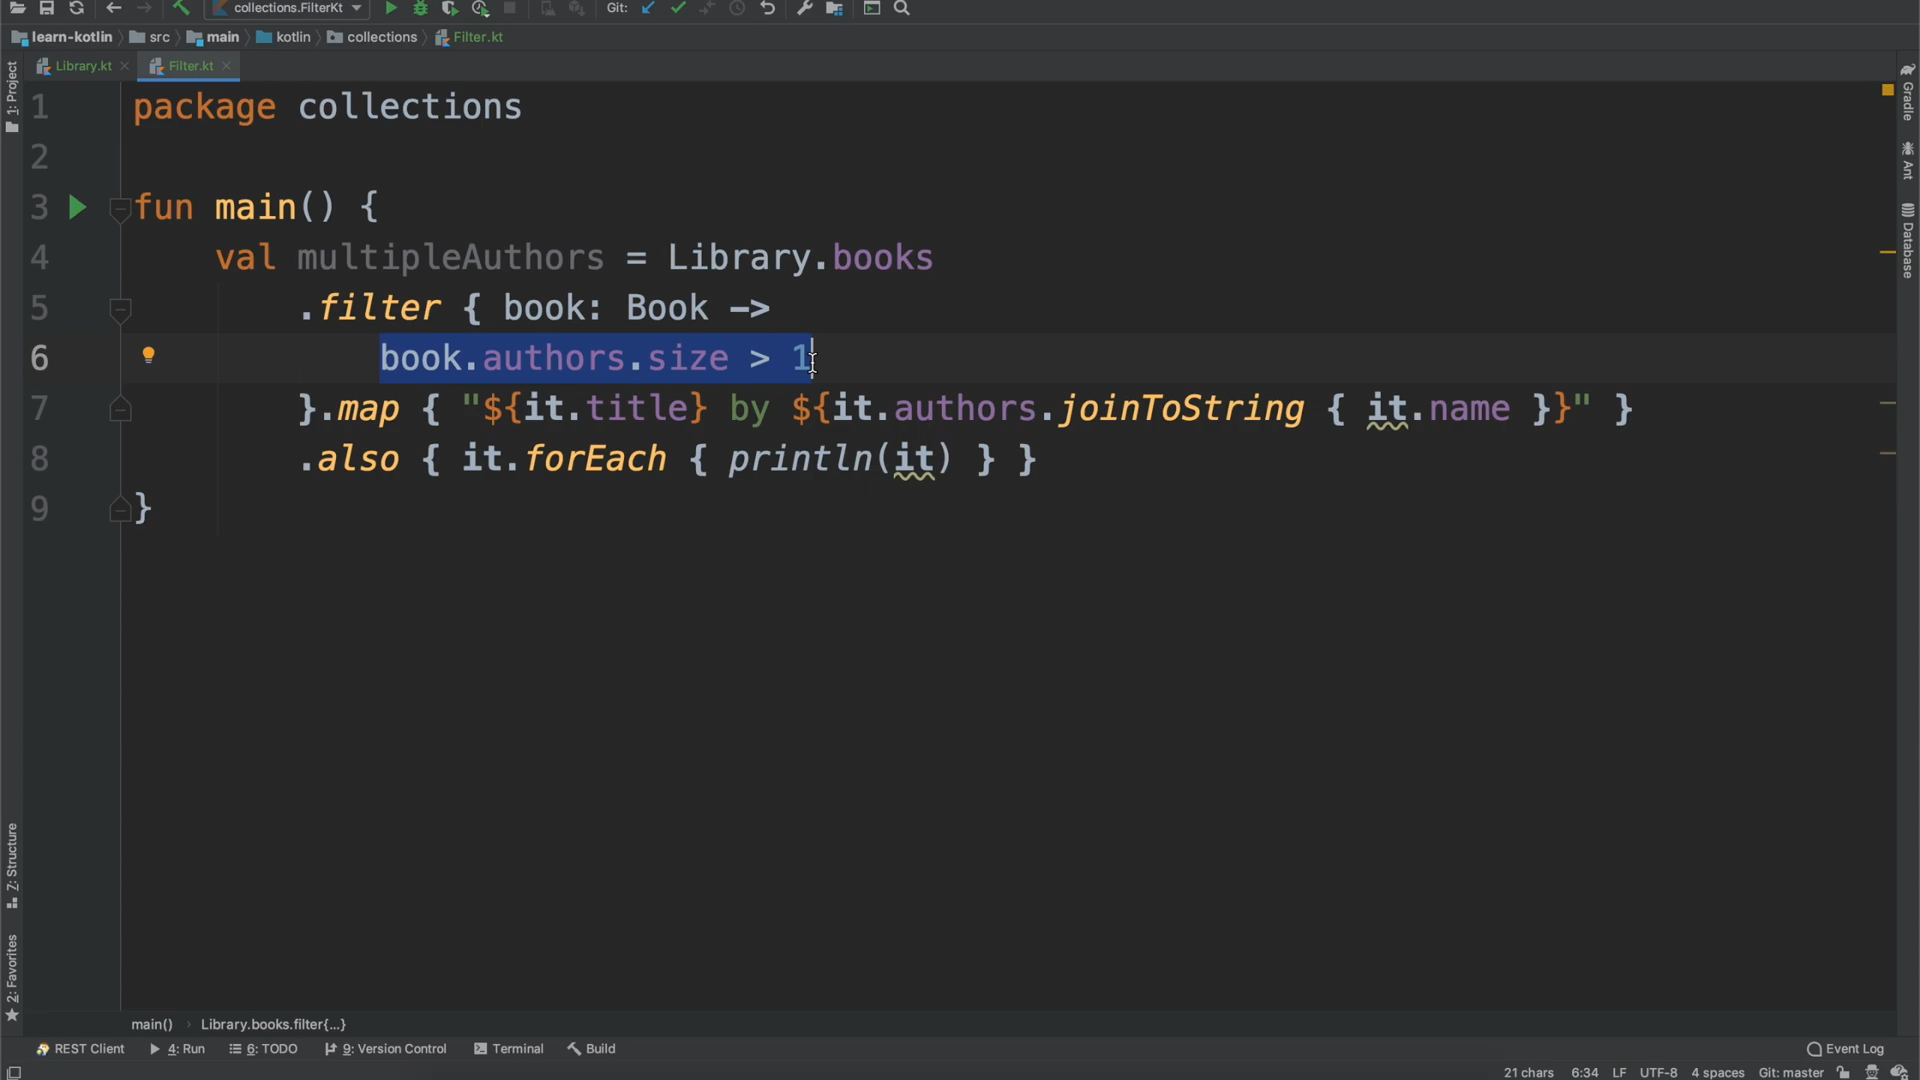 collections.FilterKt Git:
learn-kotlin src main kotlin collections Filter.kt
Library.kt Filter.kt
1: Project
1 package collections
2
3 fun main() {
4 val multipleAuthors = Library.books
5 .filter { book: Book ->
6 book.authors.size > 1
7 }.map { "${it.title} by ${it.authors.joinToString { it.name }}" }
8 .also { it.forEach { println(it) } }
9 }
Gradle
Ant
Database
Z: Structure
2: Favorites
main() › Library.books.filter{...}
REST Client 4: Run 6: TODO 9: Version Control Terminal Build Event Log
21 chars 6:34 LF UTF-8 4 spaces Git: master